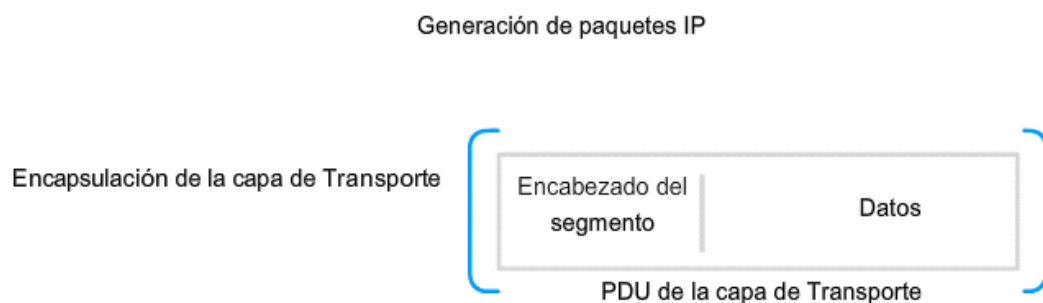 Generación de paquetes IP
Encapsulación de la capa de Transporte
Encabezado del
segmento
Datos
PDU de la capa de Transporte